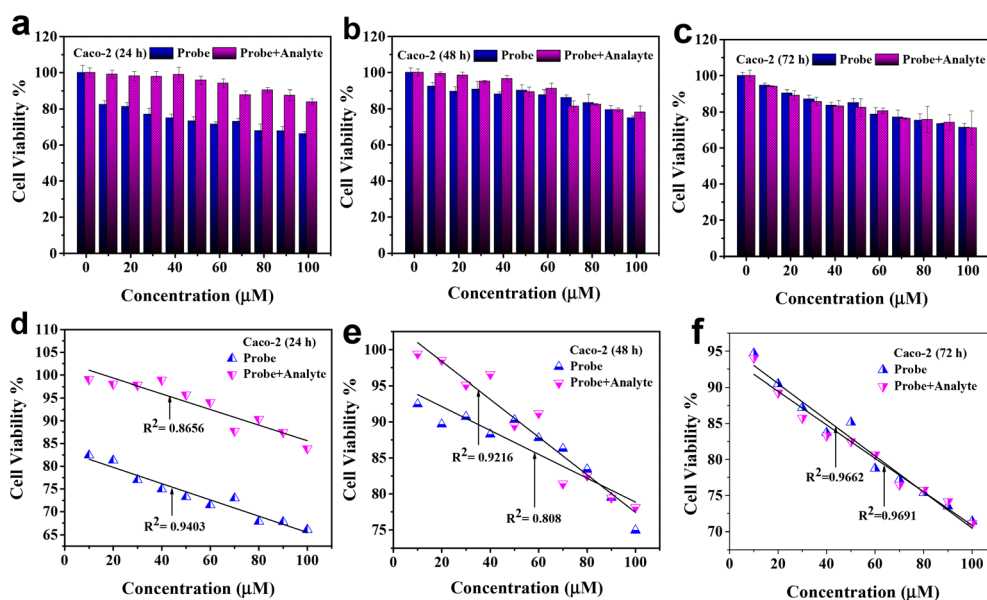 a
Caco-2 (24 h) Probe Probe+Analyte
120
100
80
60
40
20
0
Cell Viability %
0 20 40 60 80 100
Concentration (μM)
b
Caco-2 (48 h) Probe Probe+Analyte
120
100
80
60
40
20
0
Cell Viability %
0 20 40 60 80 100
Concentration (μM)
c
Caco-2 (72 h) Probe Probe+Analyte
120
100
80
60
40
20
0
Cell Viability %
0 20 40 60 80 100
Concentration (μM)
d
Caco-2 (24 h)
Probe
Probe+Analyte
110
105
100
95
90
85
80
75
70
65
Cell Viability %
R²= 0.8656
R²= 0.9403
0 20 40 60 80 100
Concentration (μM)
e
Caco-2 (48 h)
Probe
Probe+Analyte
100
95
90
85
80
75
Cell Viability %
R²= 0.9216
R²= 0.808
0 20 40 60 80 100
Concentration (μM)
f
Caco-2 (72 h)
Probe
Probe+Analyte
95
90
85
80
75
70
Cell Viability %
R²= 0.9662
R²=0.9691
0 20 40 60 80 100
Concentration (μM)